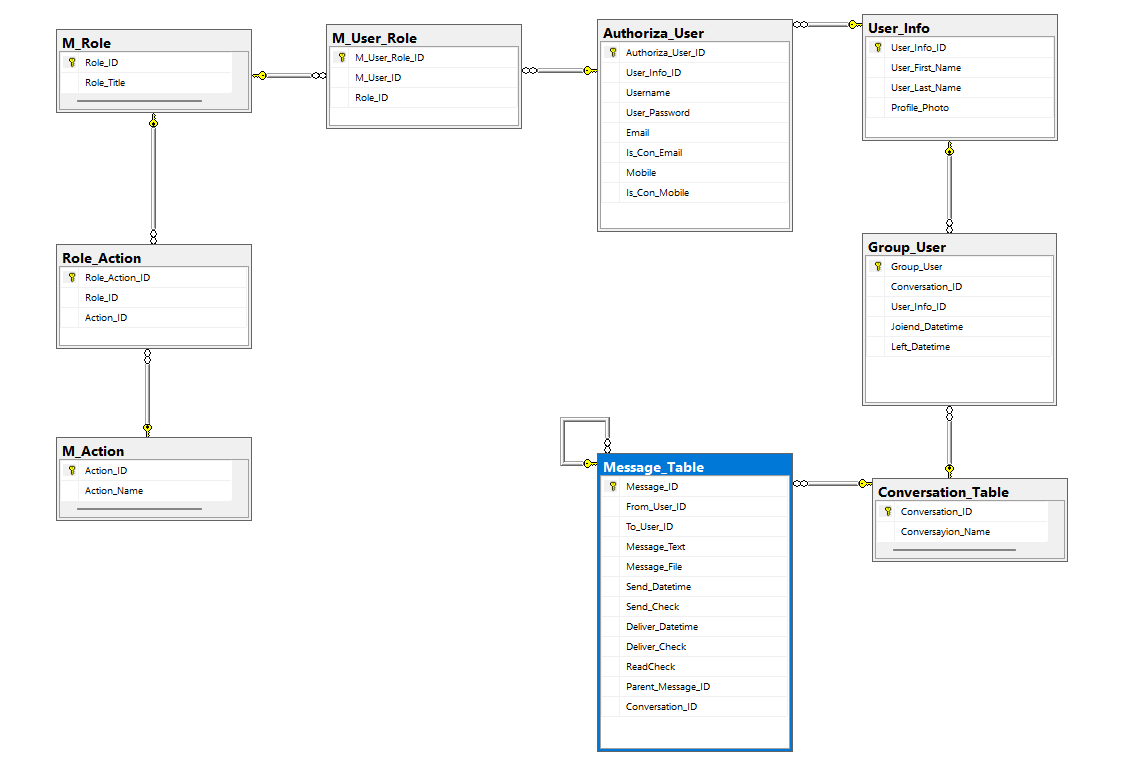 M_Role
Role_ID
Role_Title
M_User_Role
M_User_Role_ID
M_User_ID
Role_ID
Authoriza_User
Authoriza_User_ID
User_Info_ID
Username
User_Password
Email
Is_Con_Email
Mobile
Is_Con_Mobile
User_Info
User_Info_ID
User_First_Name
User_Last_Name
Profile_Photo
Role_Action
Role_Action_ID
Role_ID
Action_ID
Group_User
Group_User
Conversation_ID
User_Info_ID
Joiend_Datetime
Left_Datetime
M_Action
Action_ID
Action_Name
Message_Table
Message_ID
From_User_ID
To_User_ID
Message_Text
Message_File
Send_Datetime
Send_Check
Deliver_Datetime
Deliver_Check
ReadCheck
Parent_Message_ID
Conversation_ID
Conversation_Table
Conversation_ID
Conversayion_Name